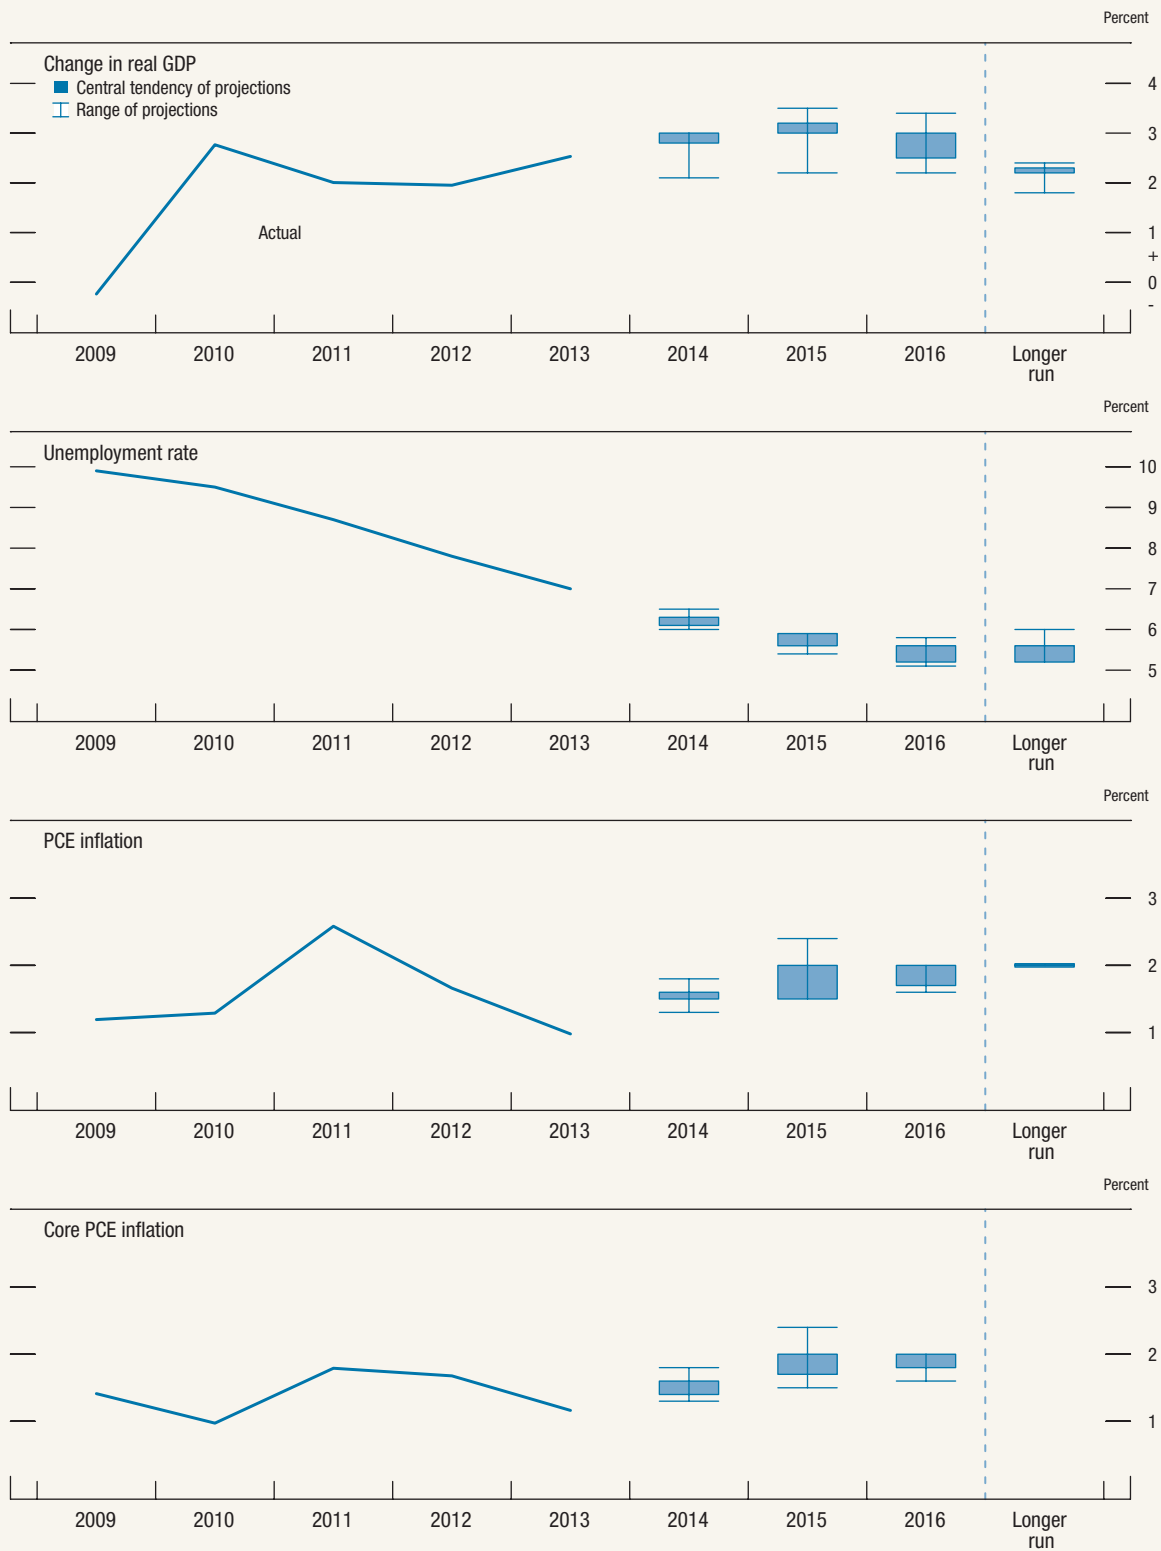 Percent
Change in real GDP
Central tendency of projections
Range of projections
Actual
4
3
2
1
+
0
-
2009 2010 2011 2012 2013 2014 2015 2016 Longer
run
Percent
Unemployment rate
10
9
8
7
6
5
2009 2010 2011 2012 2013 2014 2015 2016 Longer
run
Percent
PCE inflation
3
2
1
2009 2010 2011 2012 2013 2014 2015 2016 Longer
run
Percent
Core PCE inflation
3
2
1
2009 2010 2011 2012 2013 2014 2015 2016 Longer
run